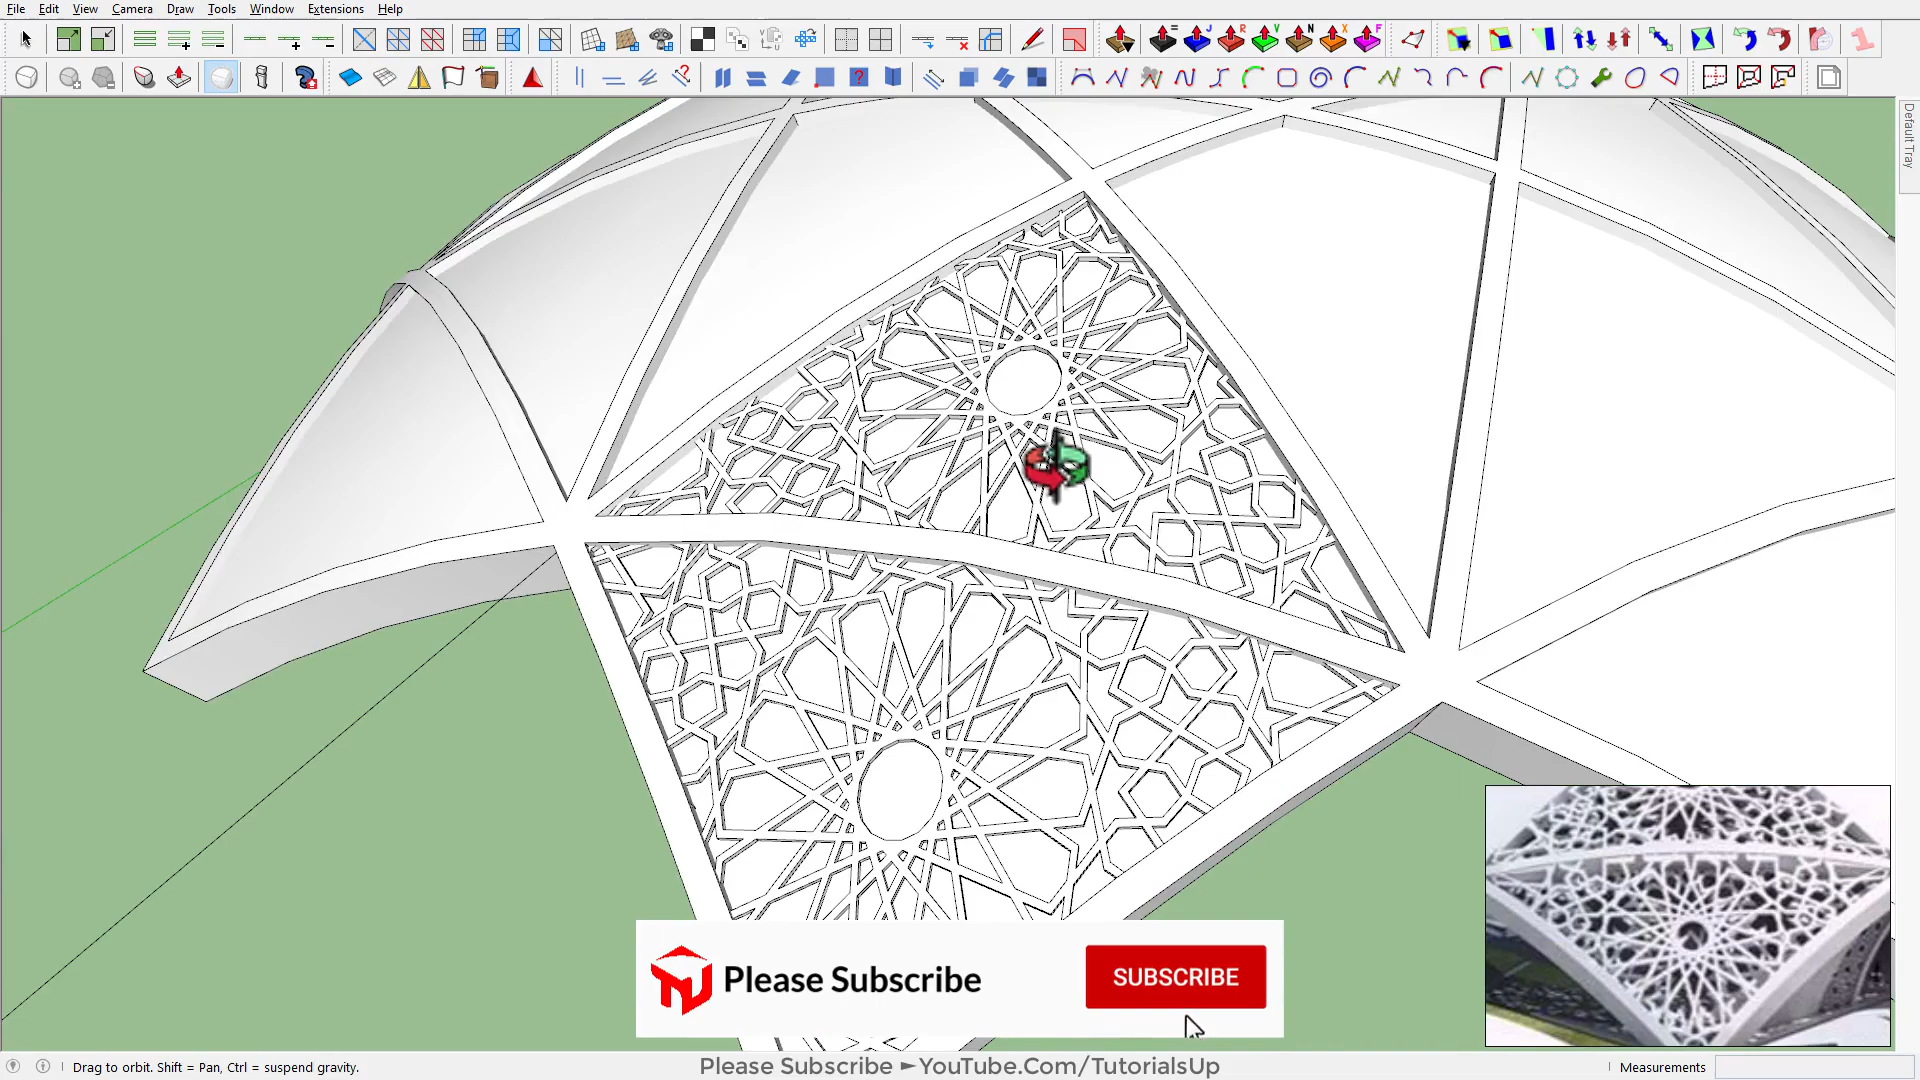 File Edit View Camera Draw Tools Window Extensions Help
Default Tray
Please Subscribe
SUBSCRIBE
Drag to orbit. Shift = Pan, Ctrl = suspend gravity.
Please Subscribe ►YouTube.Com/TutorialsUp
Measurements